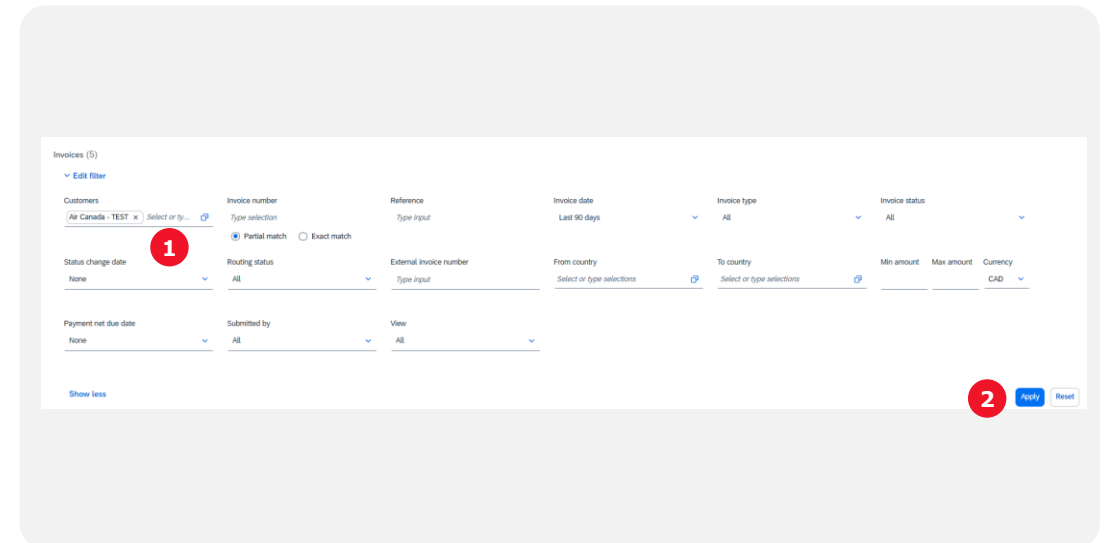 Invoices (5)
Edit filter
Customers Invoice number Reference Invoice date Invoice type Invoice status
Air Canada - TEST × Select or ty... Type selection Type input Last 90 days All All
Partial match Exact match
1
Status change date Routing status External invoice number From country To country Min amount Max amount Currency
None All Type input Select or type selections Select or type selections CAD
Payment net due date Submitted by View
None All All
Show less 2 Apply Reset